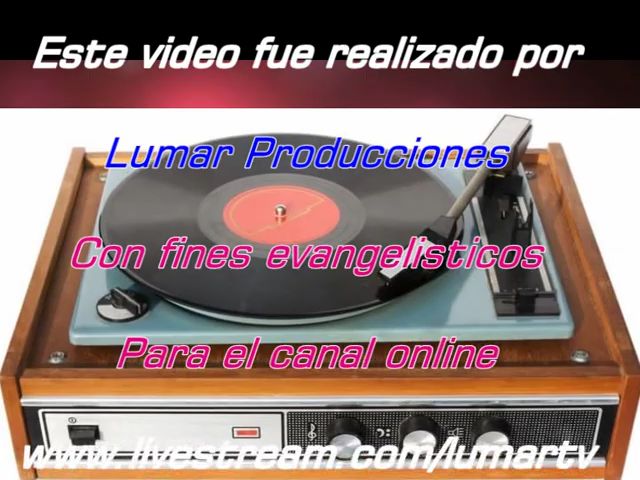 Este video fue realizado por
Lumar Producciones
Con fines evangelisticos
Para el canal online
www.livestream.com/lumartv